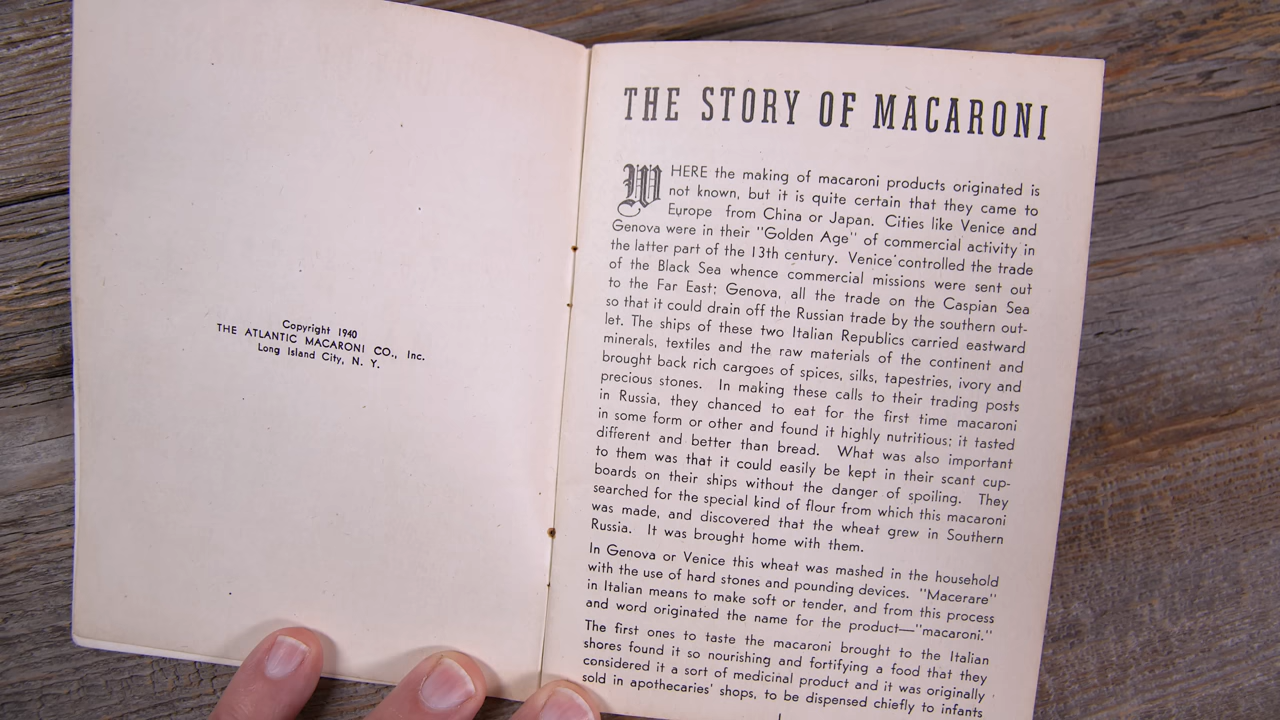 Copyright 1940
THE ATLANTIC MACARONI CO., Inc.
Long Island City, N. Y.
THE STORY OF MACARONI
WHERE the making of macaroni products originated is
not known, but it is quite certain that they came to
Europe from China or Japan. Cities like Venice and
Genova were in their "Golden Age" of commercial activity in
the latter part of the 13th century. Venice controlled the trade
of the Black Sea whence commercial missions were sent out
to the Far East; Genova, all the trade on the Caspian Sea
so that it could drain off the Russian trade by the southern out-
let. The ships of these two Italian Republics carried eastward
minerals, textiles and the raw materials of the continent and
brought back rich cargoes of spices, silks, tapestries, ivory and
precious stones. In making these calls to their trading posts
in Russia, they chanced to eat for the first time macaroni
in some form or other and found it highly nutritious; it tasted
different and better than bread. What was also important
to them was that it could easily be kept in their scant cup-
boards on their ships without the danger of spoiling. They
searched for the special kind of flour from which this macaroni
was made, and discovered that the wheat grew in Southern
Russia. It was brought home with them.
In Genova or Venice this wheat was mashed in the household
with the use of hard stones and pounding devices. "Macerare"
in Italian means to make soft or tender, and from this process
and word originated the name for the product—"macaroni."
The first ones to taste the macaroni brought to the Italian
shores found it so nourishing and fortifying a food that they
considered it a sort of medicinal product and it was originally
sold in apothecaries' shops, to be dispensed chiefly to infants